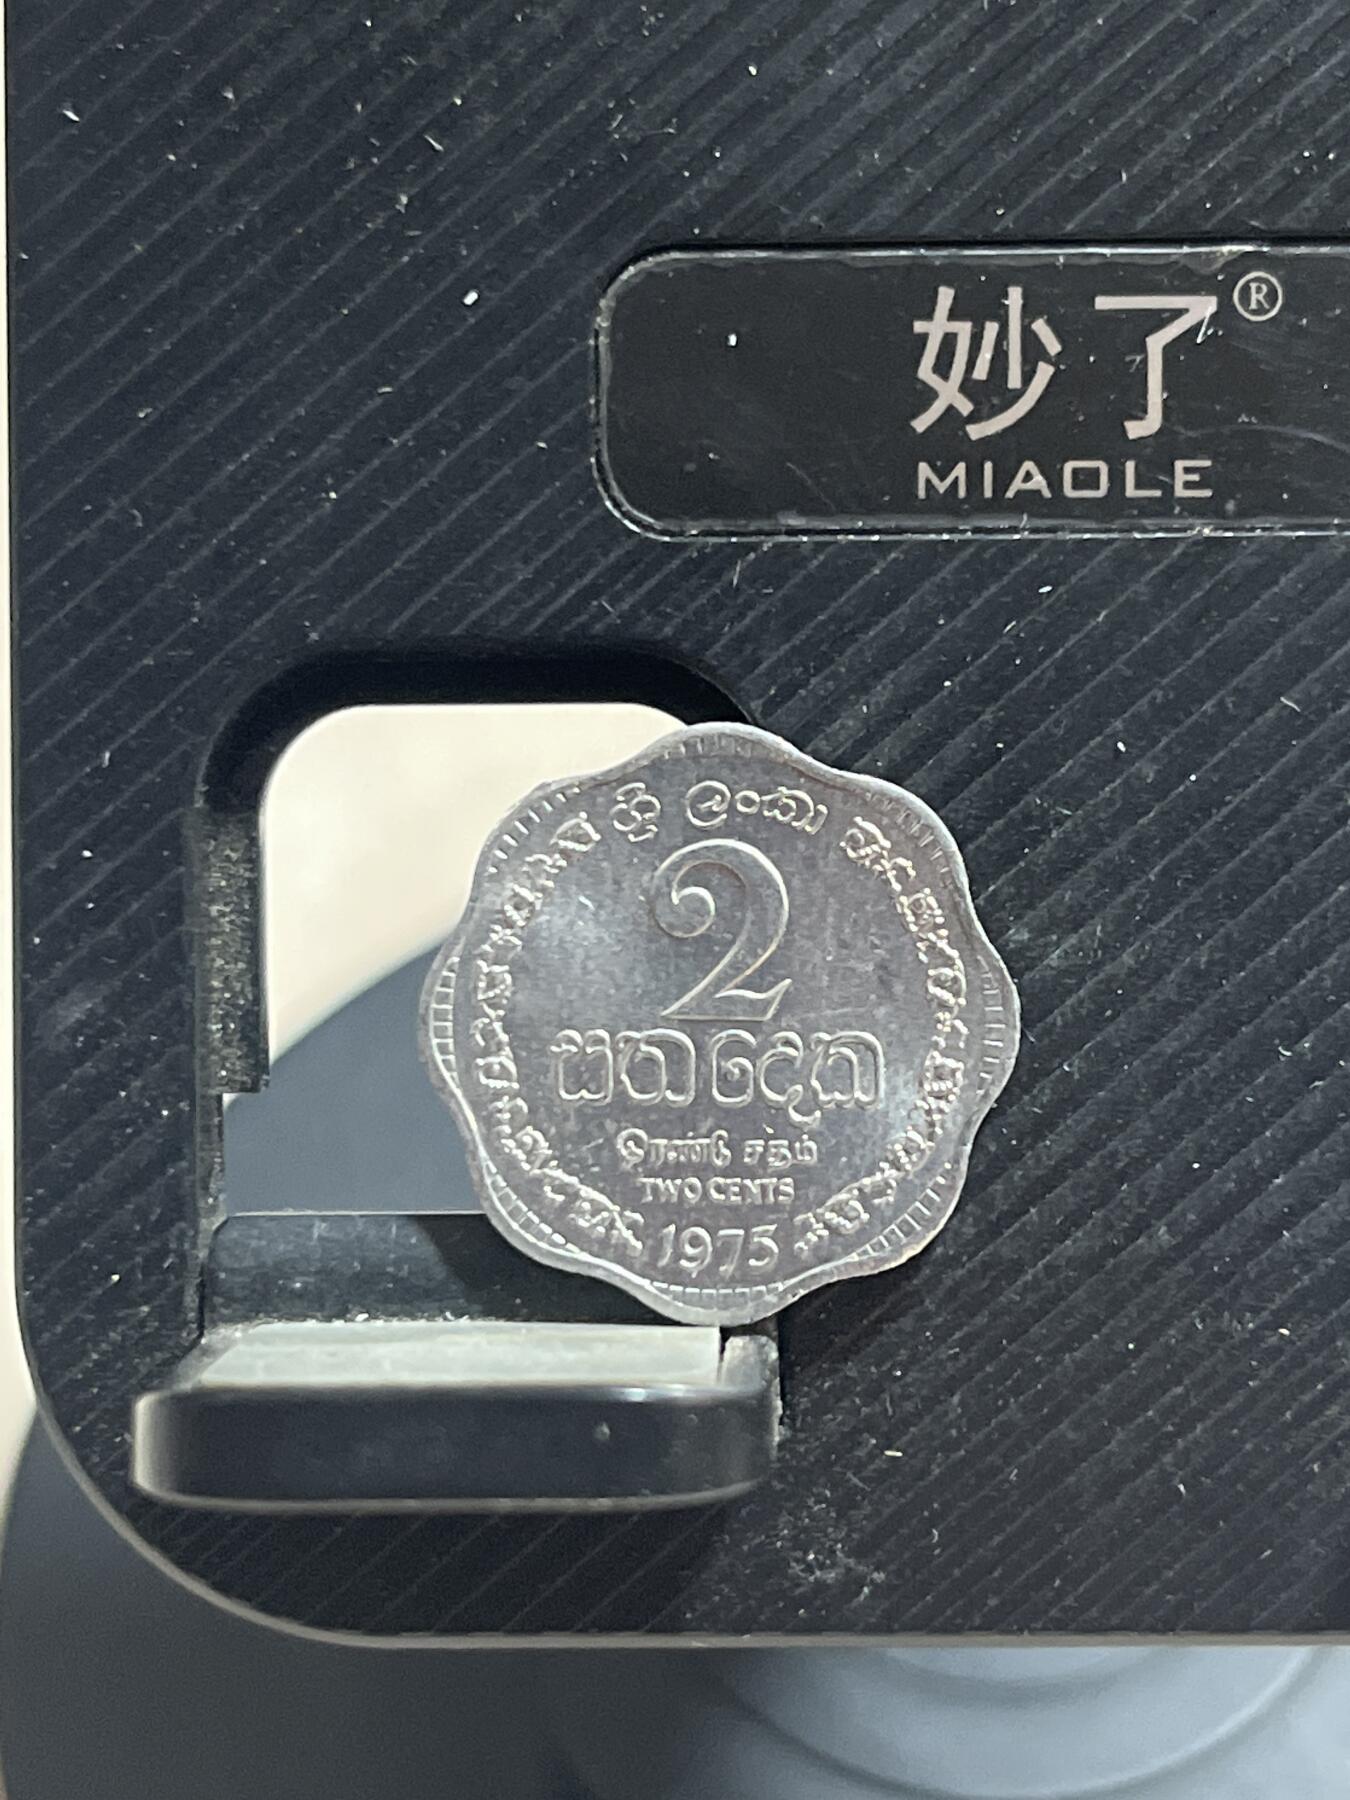 妙了®
MIAOLE
ශ්‍රී ලංකා
2
සත දෙක
இரண்டு சதம்
TWO CENTS
1975